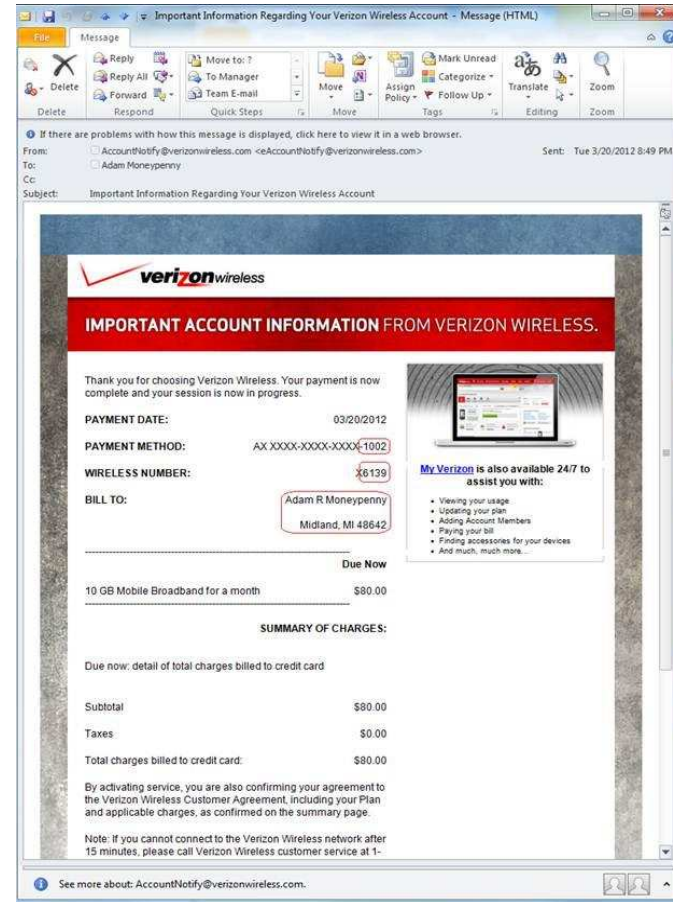 Important Information Regarding Your Verizon Wireless Account - Message (HTML)
File Message
Delete
Reply
Reply All
Forward
Move to: ?
To Manager
Team E-mail
Move
Assign Policy
Mark Unread
Categorize
Follow Up
Translate
Zoom
Delete Respond Quick Steps Move Tags Editing Zoom
If there are problems with how this message is displayed, click here to view it in a web browser.
From: AccountNotify@verizonwireless.com <eAccountNotify@verizonwireless.com> Sent: Tue 3/20/2012 8:49 PM
To: Adam Moneypenny
Cc:
Subject: Important Information Regarding Your Verizon Wireless Account
verizonwireless
IMPORTANT ACCOUNT INFORMATION FROM VERIZON WIRELESS.
Thank you for choosing Verizon Wireless. Your payment is now
complete and your session is now in progress.
PAYMENT DATE: 03/20/2012
PAYMENT METHOD: AX XXXX-XXXX-XXXX-1002
WIRELESS NUMBER: X6139
BILL TO: Adam R Moneypenny
Midland, MI 48642
Due Now
10 GB Mobile Broadband for a month $80.00
SUMMARY OF CHARGES:
Due now: detail of total charges billed to credit card
Subtotal $80.00
Taxes $0.00
Total charges billed to credit card: $80.00
By activating service, you are also confirming your agreement to
the Verizon Wireless Customer Agreement, including your Plan
and applicable charges, as confirmed on the summary page.
Note: If you cannot connect to the Verizon Wireless network after
15 minutes, please call Verizon Wireless customer service at 1-
My Verizon is also available 24/7 to
assist you with:
• Viewing your usage
• Updating your plan
• Adding Account Members
• Paying your bill
• Finding accessories for your devices
• And much, much more...
See more about: AccountNotify@verizonwireless.com.